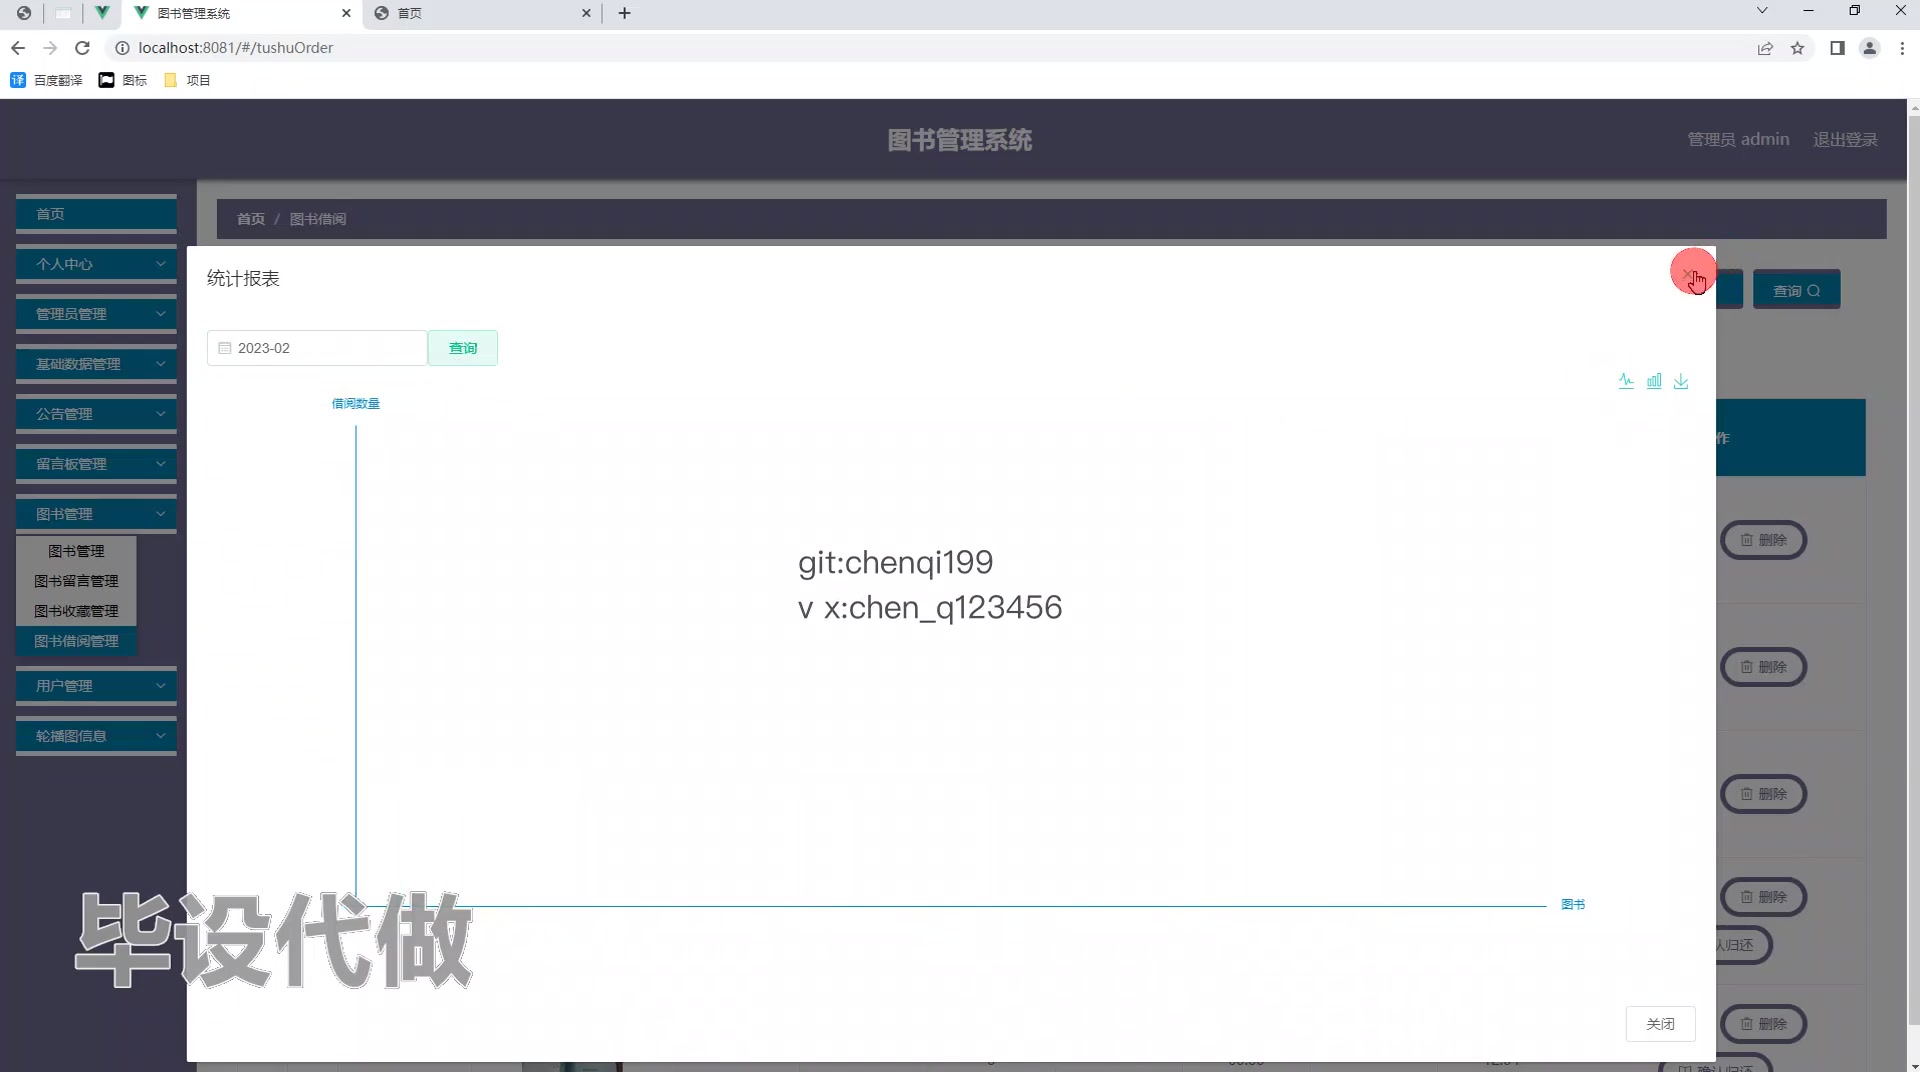 图书管理系统
首页
localhost:8081/#/tushuOrder
百度翻译
图标
项目
图书管理系统
管理员 admin
退出登录
首页
个人中心
管理员管理
基础数据管理
公告管理
留言板管理
图书管理
图书管理
图书留言管理
图书收藏管理
图书借阅管理
用户管理
轮播图信息
首页 / 图书借阅
查询
统计报表
2023-02
查询
借阅数量
git:chenqi199
v x:chen_q123456
图书
作
删除
删除
删除
删除
认归还
删除
毕设代做
关闭